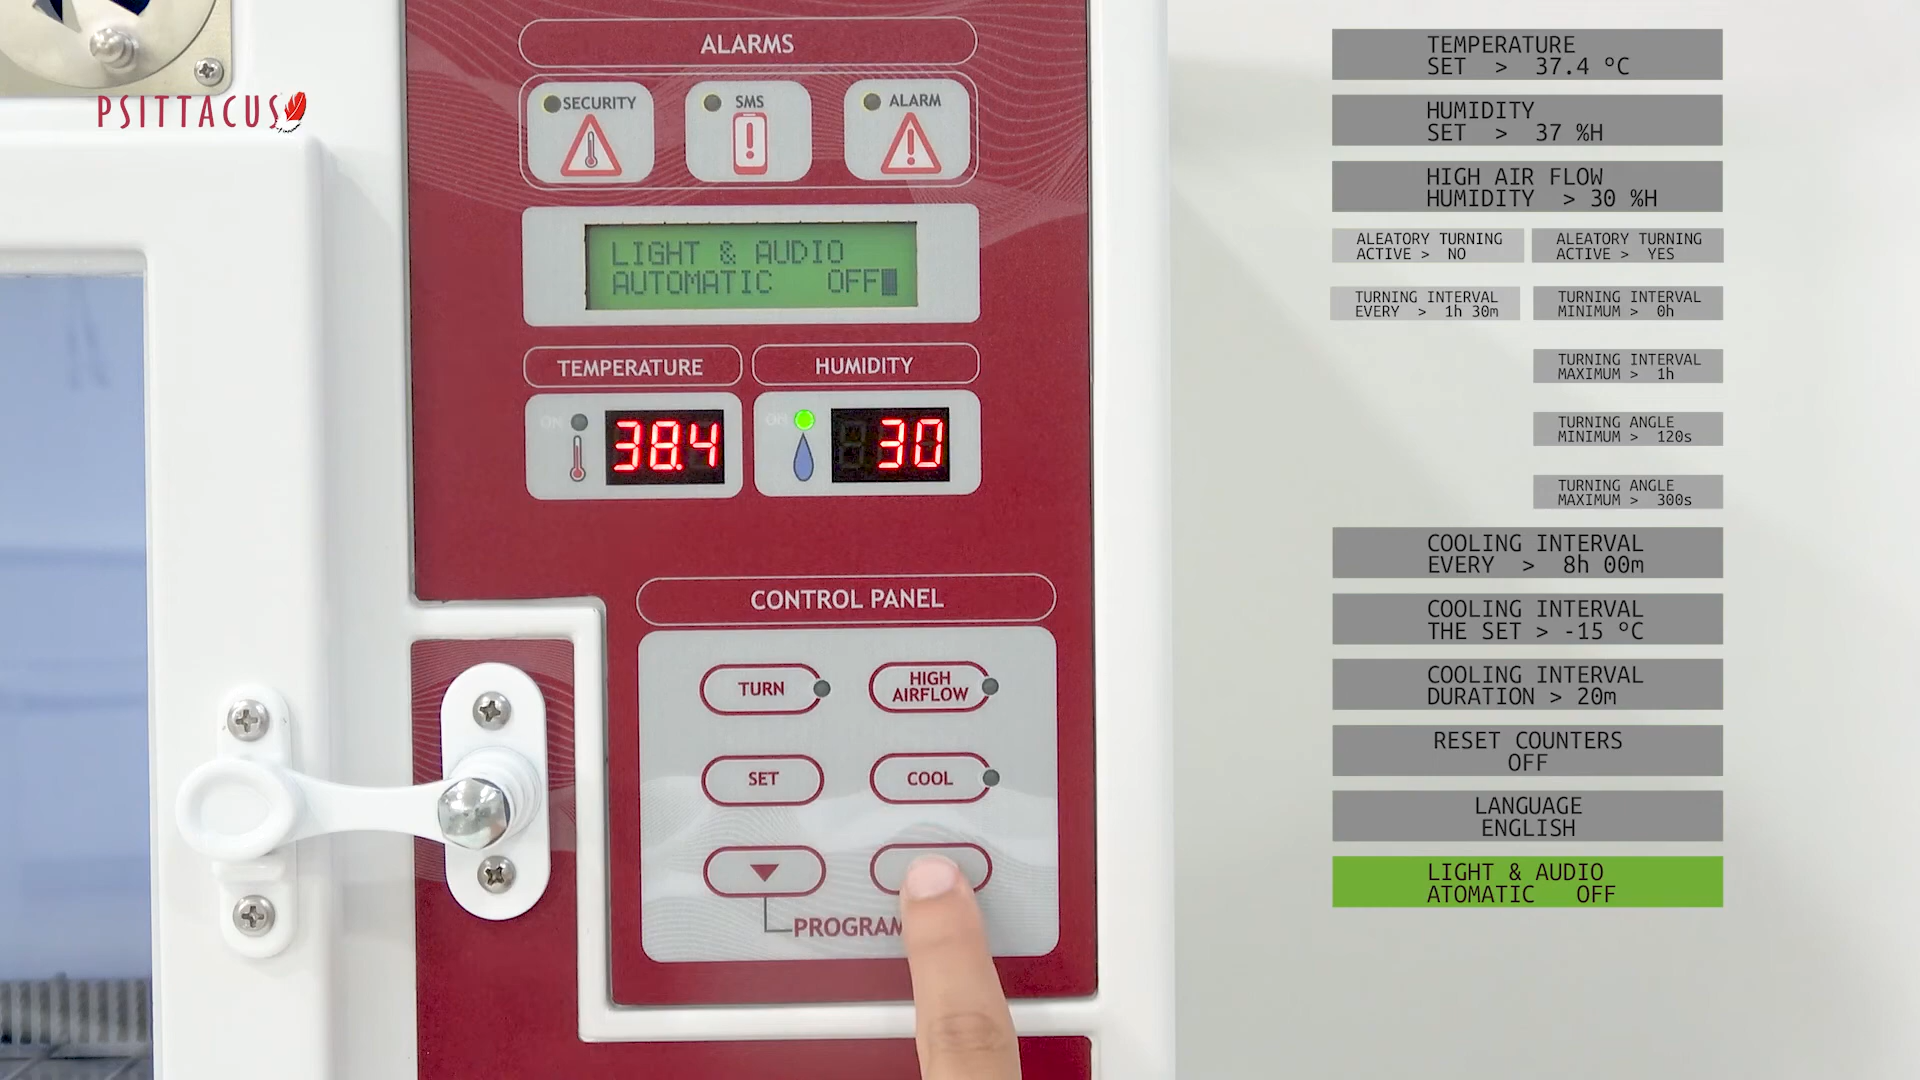 PSITTACUS
ALARMS
SECURITY
SMS
ALARM
LIGHT & AUDIO
AUTOMATIC OFF
TEMPERATURE
HUMIDITY
ON
38.4
ON
30
CONTROL PANEL
TURN
HIGH
AIRFLOW
SET
COOL
PROGRAM
TEMPERATURE
SET > 37.4 ºC
HUMIDITY
SET > 37 %H
HIGH AIR FLOW
HUMIDITY > 30 %H
ALEATORY TURNING
ACTIVE > NO
ALEATORY TURNING
ACTIVE > YES
TURNING INTERVAL
EVERY > 1h 30m
TURNING INTERVAL
MINIMUM > 0h
TURNING INTERVAL
MAXIMUM > 1h
TURNING ANGLE
MINIMUM > 120s
TURNING ANGLE
MAXIMUM > 300s
COOLING INTERVAL
EVERY > 8h 00m
COOLING INTERVAL
THE SET > -15 ºC
COOLING INTERVAL
DURATION > 20m
RESET COUNTERS
OFF
LANGUAGE
ENGLISH
LIGHT & AUDIO
ATOMATIC OFF